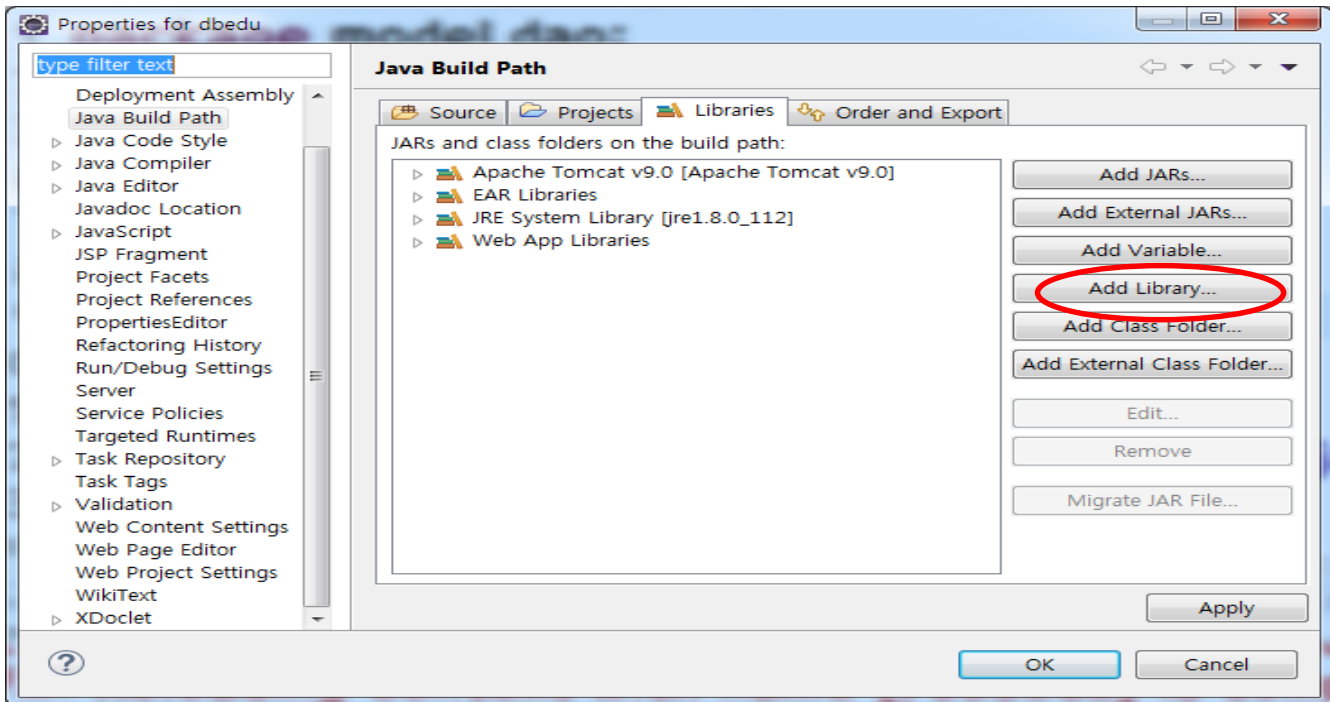 Properties for dbedu
type filter text
Deployment Assembly
Java Build Path
Java Code Style
Java Compiler
Java Editor
Javadoc Location
JavaScript
JSP Fragment
Project Facets
Project References
PropertiesEditor
Refactoring History
Run/Debug Settings
Server
Service Policies
Targeted Runtimes
Task Repository
Task Tags
Validation
Web Content Settings
Web Page Editor
Web Project Settings
WikiText
XDoclet
Java Build Path
Source Projects Libraries Order and Export
JARs and class folders on the build path:
Apache Tomcat v9.0 [Apache Tomcat v9.0]
EAR Libraries
JRE System Library [jre1.8.0_112]
Web App Libraries
Add JARs...
Add External JARs...
Add Variable...
Add Library...
Add Class Folder...
Add External Class Folder...
Edit...
Remove
Migrate JAR File...
Apply
OK Cancel